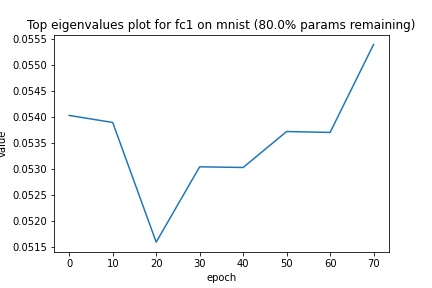 Top eigenvalues plot for fc1 on mnist (80.0% params remaining)
0.0555
0.0550
0.0545
0.0540
0.0535
0.0530
0.0525
0.0520
0.0515
value
0 10 20 30 40 50 60 70
epoch